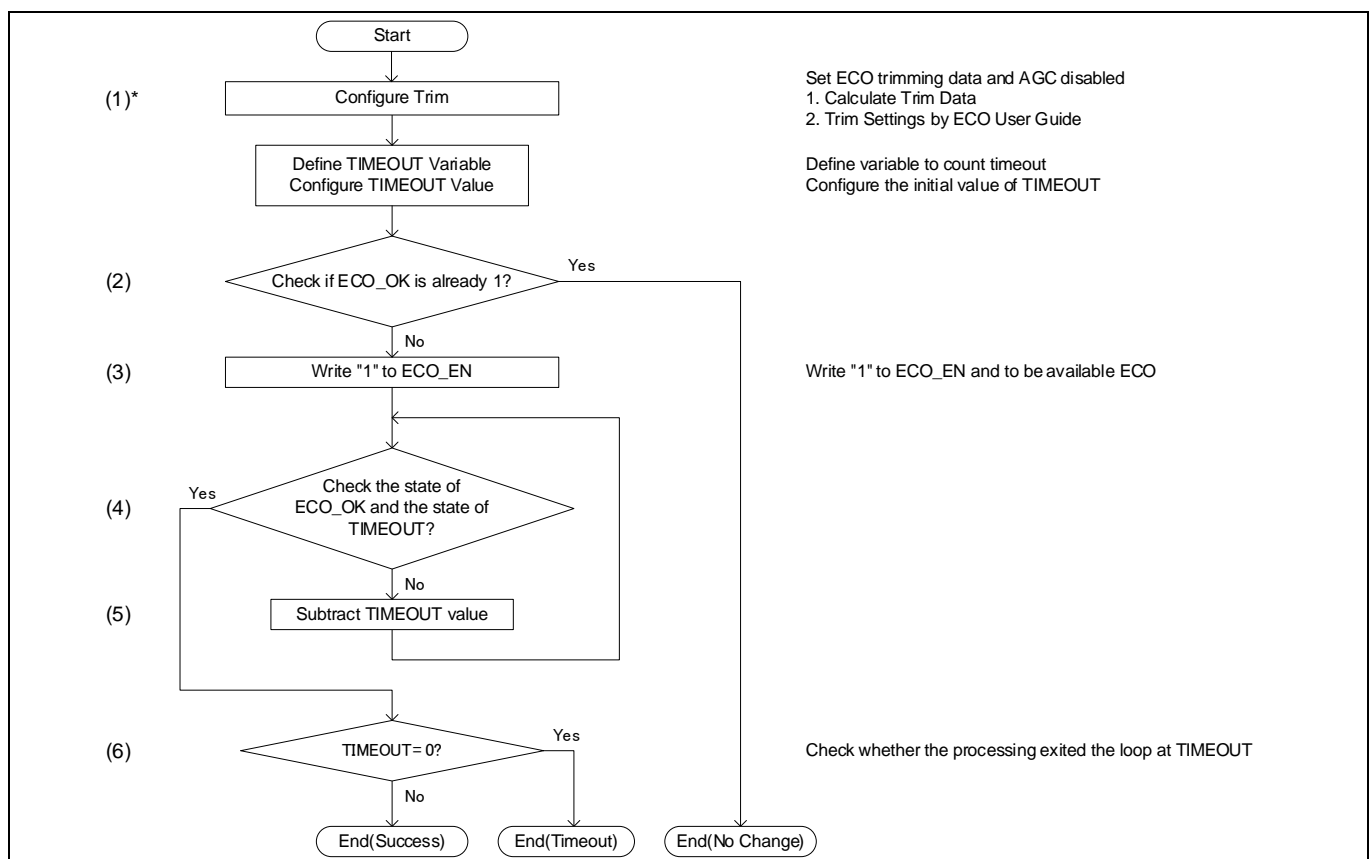 Start
(1)*
Configure Trim
Set ECO trimming data and AGC disabled
1. Calculate Trim Data
2. Trim Settings by ECO User Guide
Define TIMEOUT Variable
Configure TIMEOUT Value
Define variable to count timeout
Configure the initial value of TIMEOUT
(2)
Check if ECO_OK is already 1?
Yes
No
(3)
Write "1" to ECO_EN
Write "1" to ECO_EN and to be available ECO
(4)
Yes
Check the state of
ECO_OK and the state of
TIMEOUT?
No
(5)
Subtract TIMEOUT value
(6)
TIMEOUT= 0?
Yes
Check whether the processing exited the loop at TIMEOUT
No
End(Success)
End(Timeout)
End(No Change)